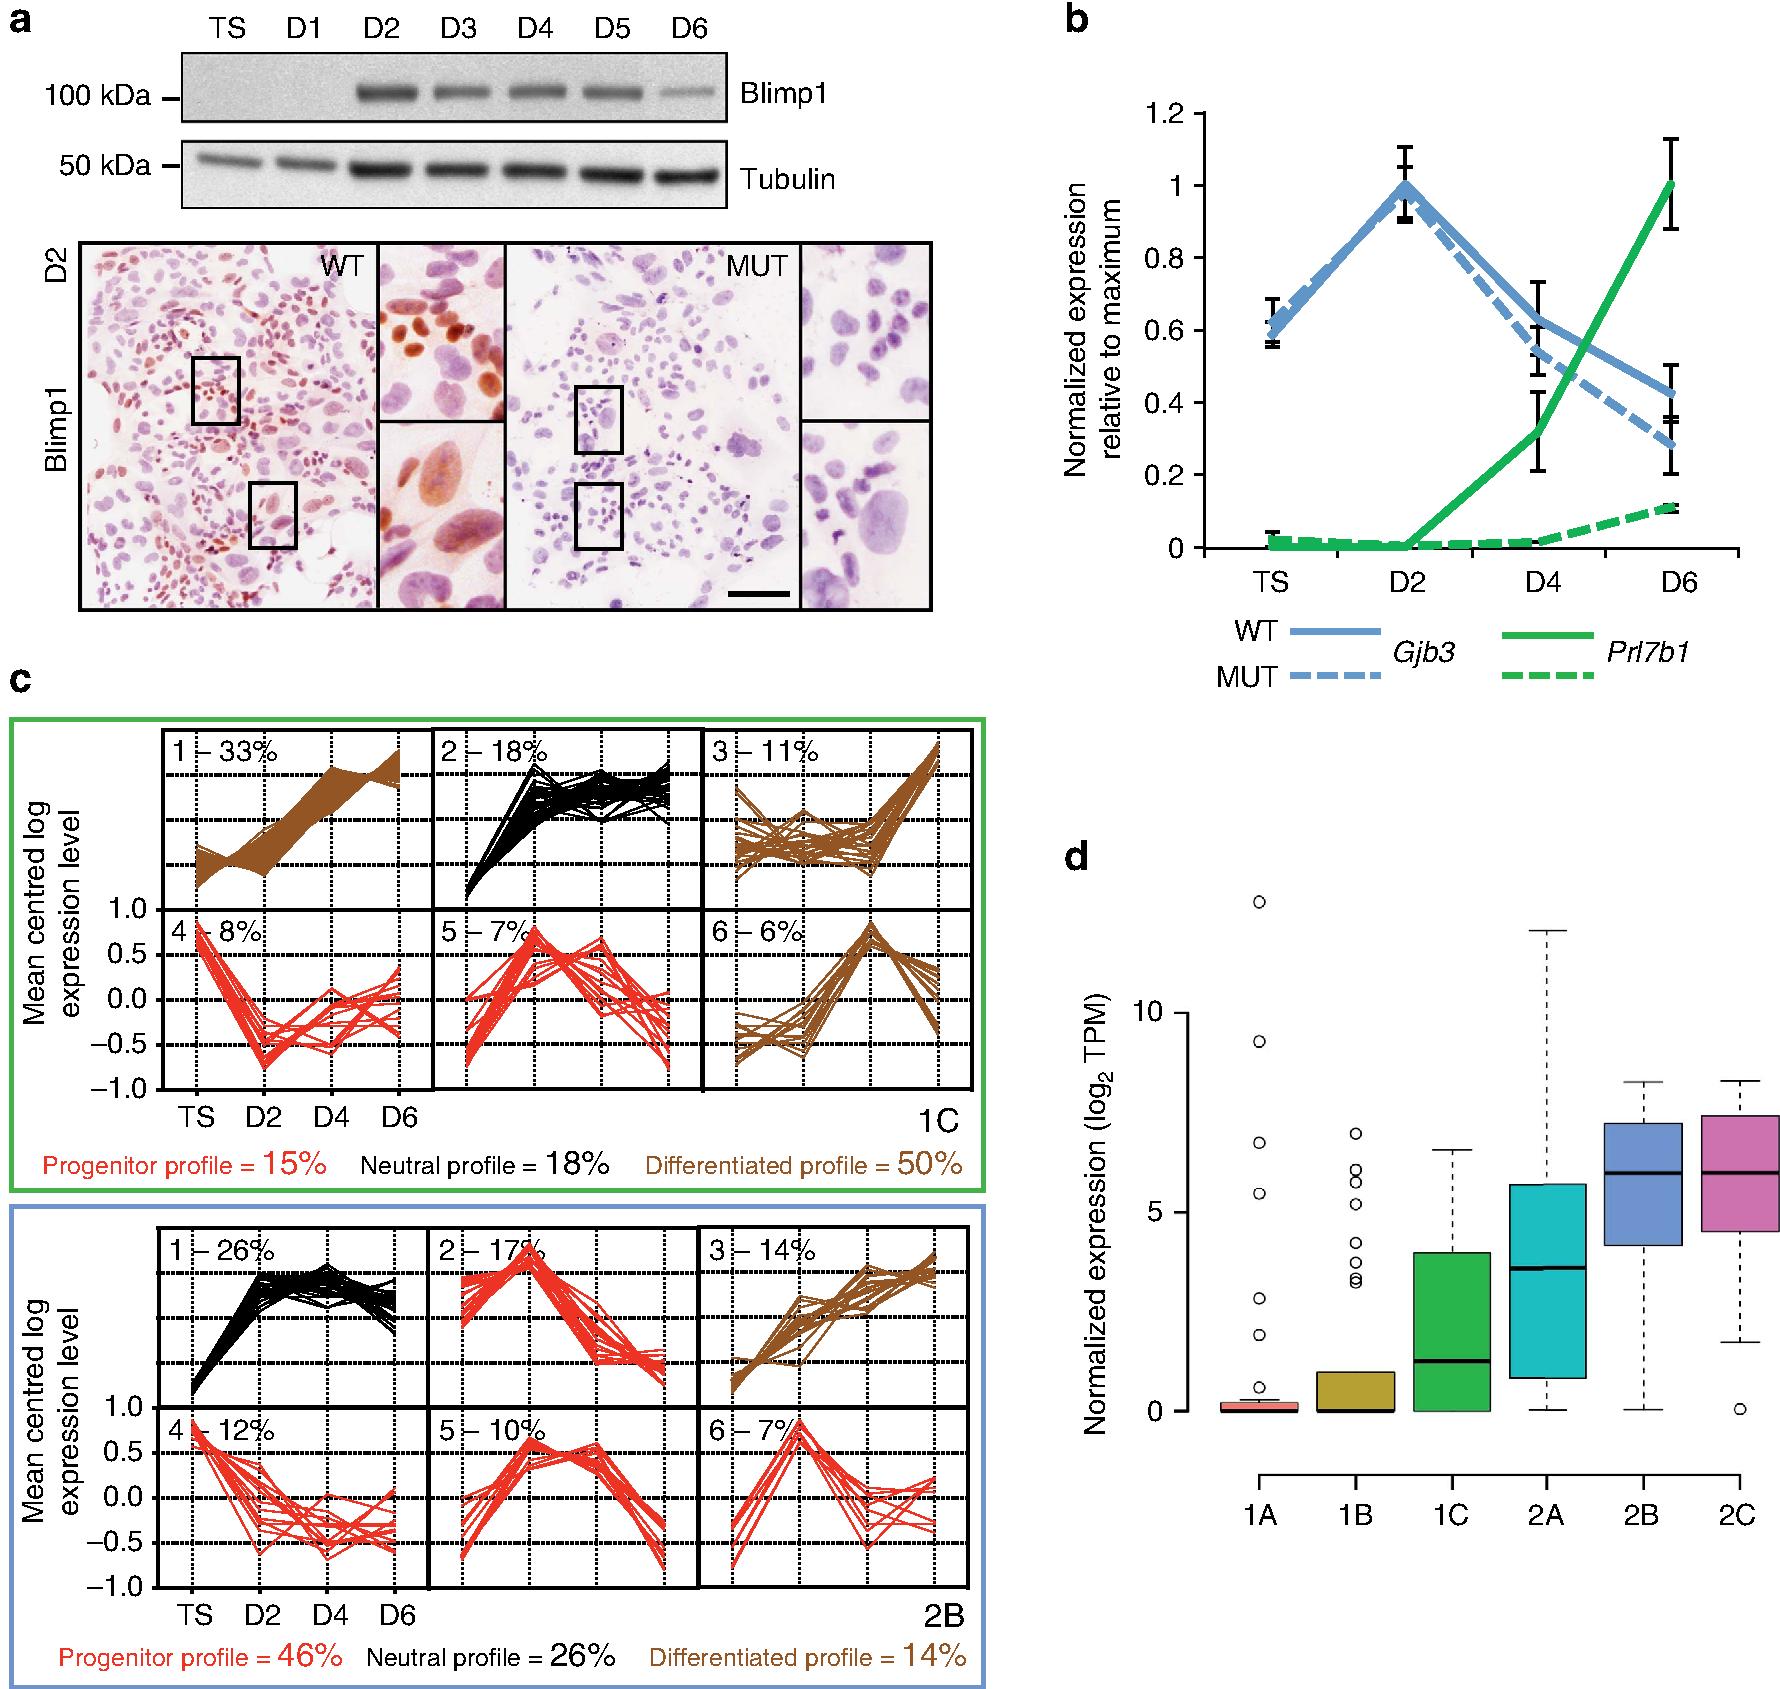 a
TS D1 D2 D3 D4 D5 D6
100 kDa
Blimp1
50 kDa
Tubulin
D2
Blimp1
WT
MUT
b
Normalized expression
relative to maximum
1.2
1
0.8
0.6
0.4
0.2
0
TS D2 D4 D6
WT
MUT
Gjb3
Prl7b1
c
Mean centred log
expression level
1 – 33%
2 – 18%
3 – 11%
4 – 8%
5 – 7%
6 – 6%
1.0
0.5
0.0
–0.5
–1.0
TS D2 D4 D6
1C
Progenitor profile = 15% Neutral profile = 18% Differentiated profile = 50%
Mean centred log
expression level
1 – 26%
2 – 17%
3 – 14%
4 – 12%
5 – 10%
6 – 7%
1.0
0.5
0.0
–0.5
–1.0
TS D2 D4 D6
2B
Progenitor profile = 46% Neutral profile = 26% Differentiated profile = 14%
d
Normalized expression (log2 TPM)
10
5
0
1A 1B 1C 2A 2B 2C